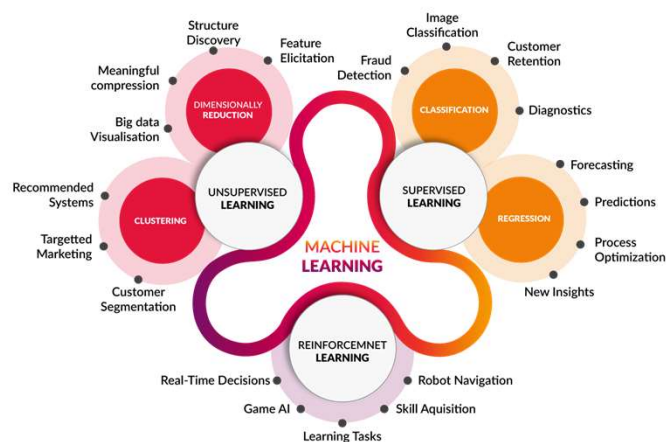 Structure
Discovery
Feature
Elicitation
Meaningful
compression
Big data
Visualisation
DIMENSIONALLY
REDUCTION
UNSUPERVISED
LEARNING
CLUSTERING
Recommended
Systems
Targetted
Marketing
Customer
Segmentation
Image
Classification
Fraud
Detection
Customer
Retention
CLASSIFICATION
Diagnostics
SUPERVISED
LEARNING
REGRESSION
Forecasting
Predictions
Process
Optimization
New Insights
MACHINE
LEARNING
REINFORCEMNET
LEARNING
Real-Time Decisions
Game AI
Learning Tasks
Skill Aquisition
Robot Navigation